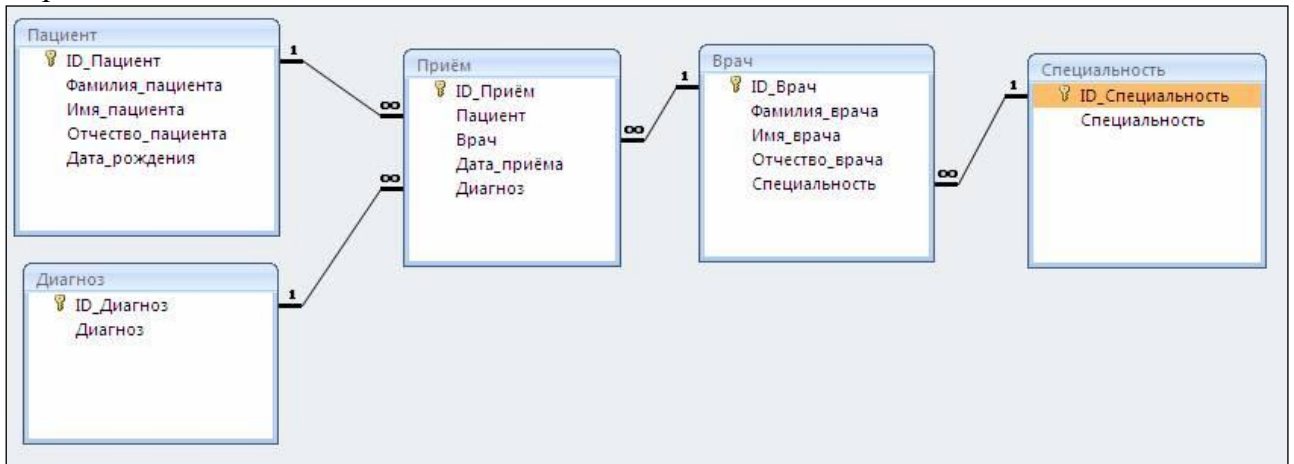 Пациент
ID_Пациент
Фамилия_пациента
Имя_пациента
Отчество_пациента
Дата_рождения
1
∞
Приём
ID_Приём
Пациент
Врач
Дата_приёма
Диагноз
∞
∞
1
Врач
ID_Врач
Фамилия_врача
Имя_врача
Отчество_врача
Специальность
∞
1
Специальность
ID_Специальность
Специальность
Диагноз
ID_Диагноз
Диагноз
1